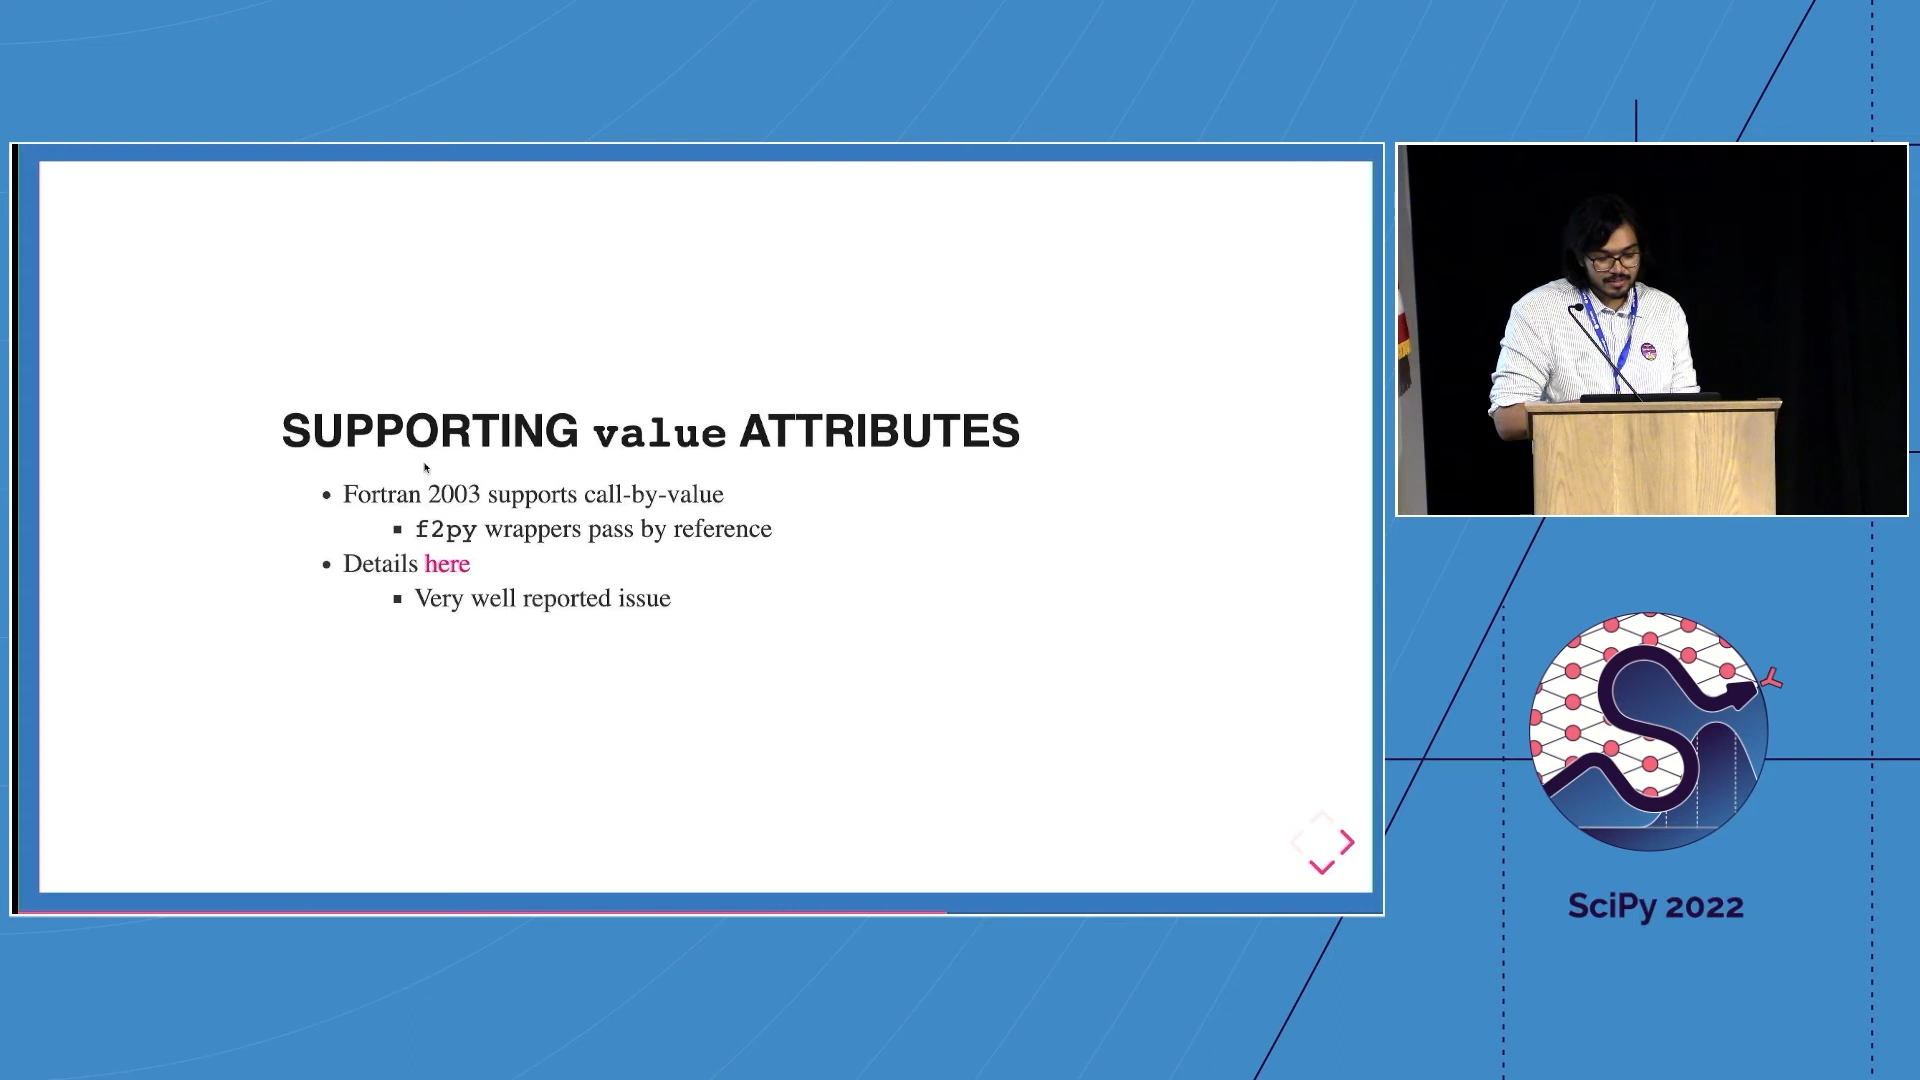 SUPPORTING value ATTRIBUTES
Fortran 2003 supports call-by-value
f2py wrappers pass by reference
Details here
Very well reported issue
SciPy 2022